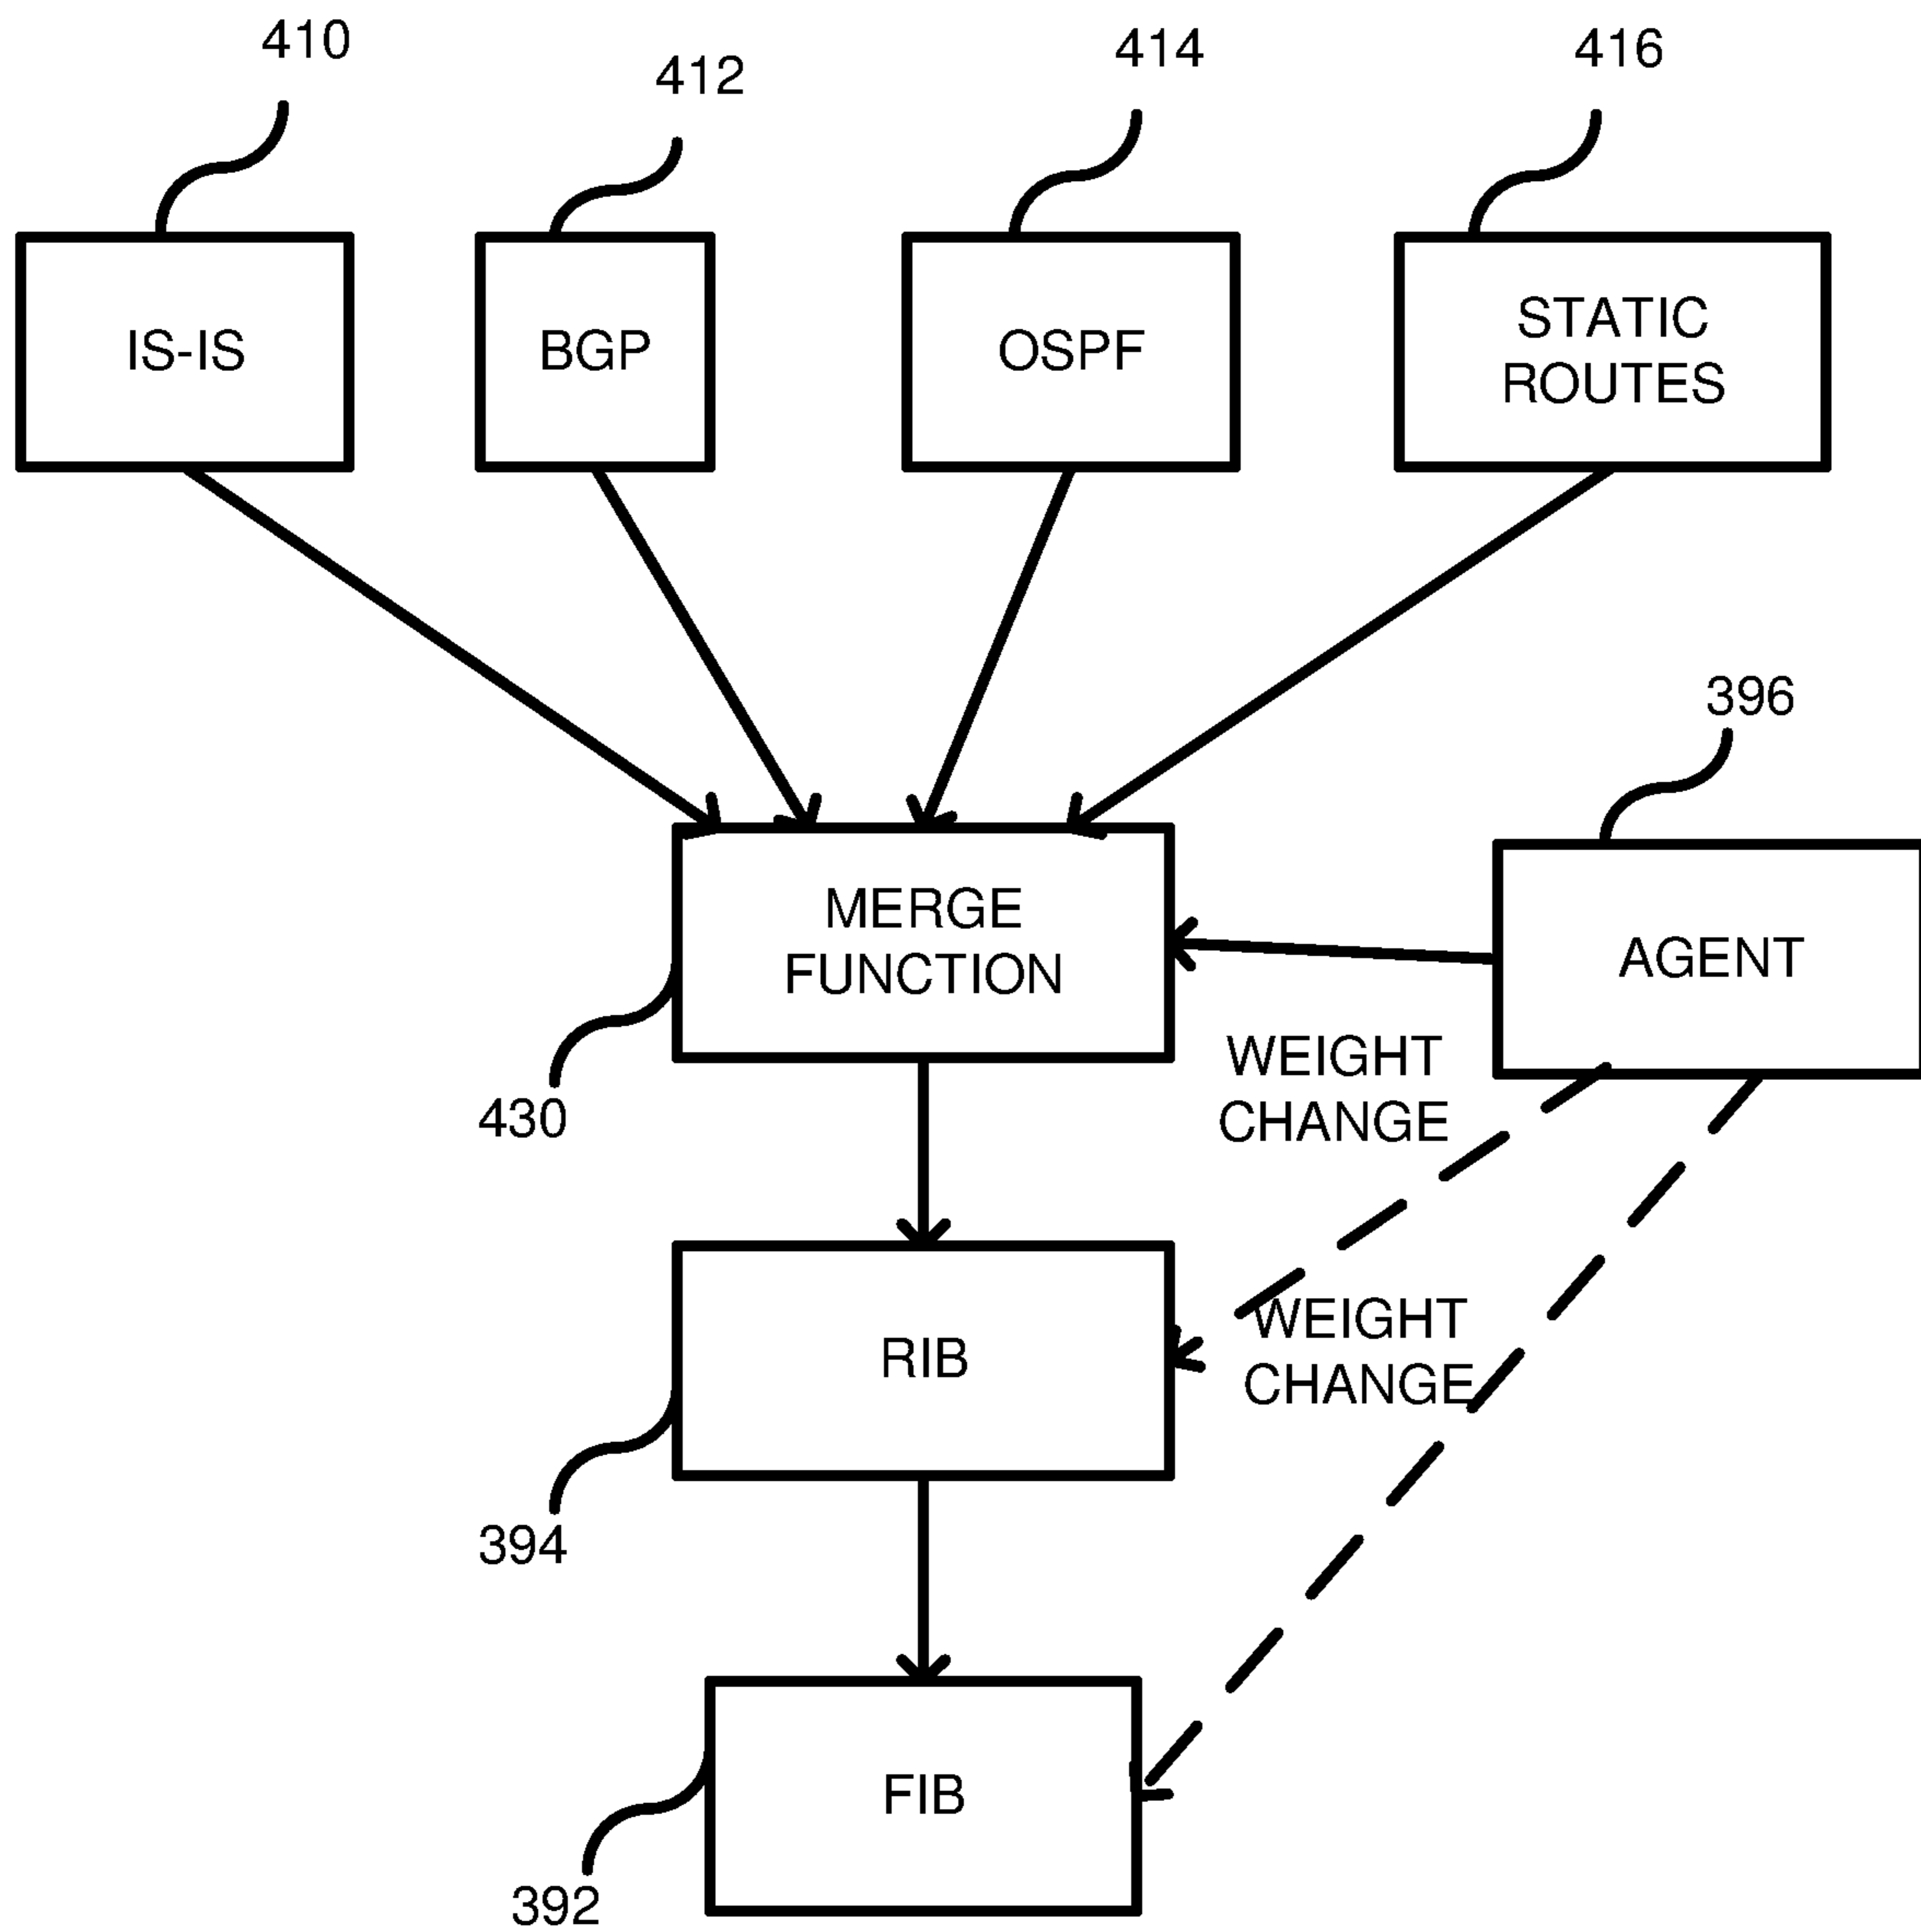 410
412
414
416
IS-IS
BGP
OSPF
STATIC
ROUTES
396
MERGE
FUNCTION
AGENT
WEIGHT
CHANGE
430
RIB
WEIGHT
CHANGE
394
FIB
392